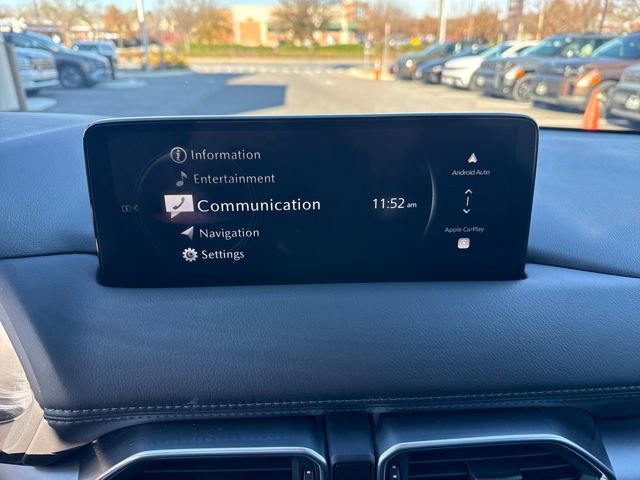 Information
Entertainment
Communication
11:52 am
Navigation
Settings
Android Auto
Apple CarPlay